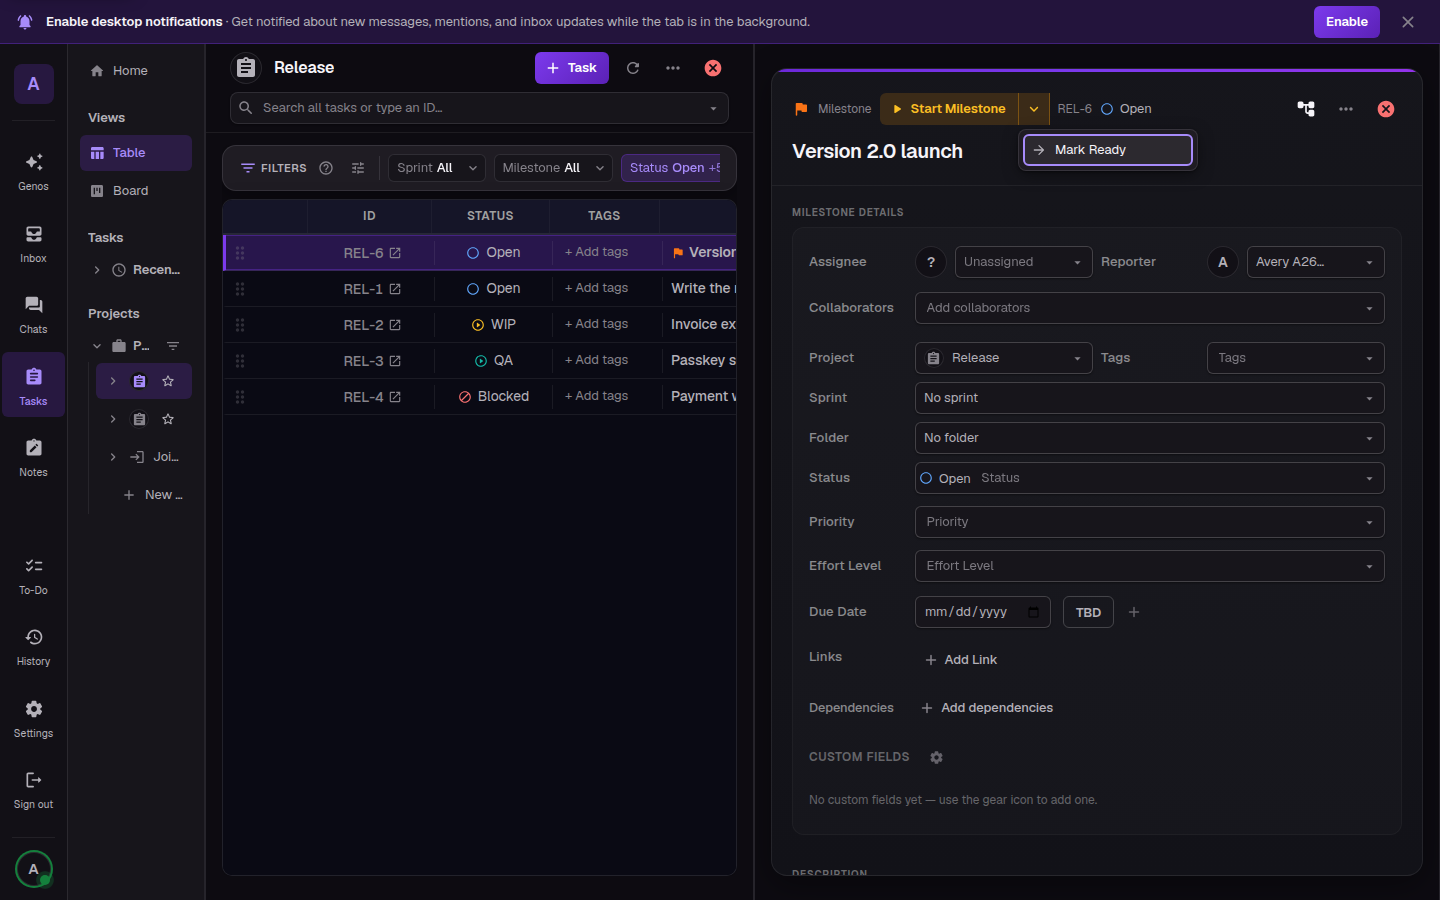 Enable desktop notifications · Get notified about new messages, mentions, and inbox updates while the tab is in the background.
Enable
A
Genos
Inbox
Chats
Tasks
Notes
To-Do
History
Settings
Sign out
A
Home
Views
Table
Board
Tasks
Recen...
Projects
P...
Joi...
New ...
Release
Task
Search all tasks or type an ID...
FILTERS
Sprint All
Milestone All
Status Open
ID STATUS TAGS
REL-6 Open + Add tags Version
REL-1 Open + Add tags Write the
REL-2 WIP + Add tags Invoice ex
REL-3 QA + Add tags Passkey s
REL-4 Blocked + Add tags Payment
Milestone Start Milestone REL-6 Open
Mark Ready
Version 2.0 launch
MILESTONE DETAILS
Assignee ? Unassigned Reporter A Avery A26...
Collaborators Add collaborators
Project Release Tags Tags
Sprint No sprint
Folder No folder
Status Open Status
Priority Priority
Effort Level Effort Level
Due Date mm/dd/yyyy TBD
Links Add Link
Dependencies Add dependencies
CUSTOM FIELDS
No custom fields yet — use the gear icon to add one.
DESCRIPTION